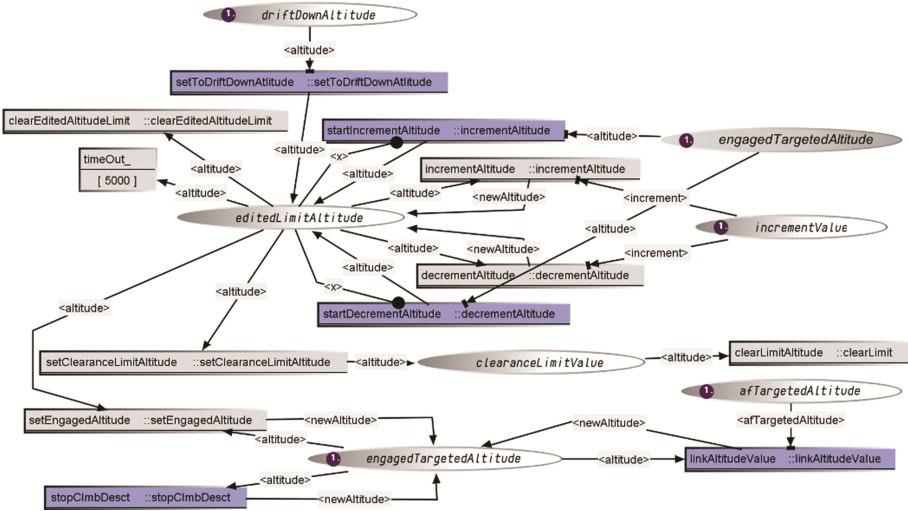 1. driftDownAltitude
<altitude>
setToDriftDownAtlitude ::setToDriftDownAtlitude
clearEditedAltitudeLimit ::clearEditedAltitudeLimit
startIncrementAltitude ::incrementAltitude
<altitude>
1. engagedTargetedAltitude
<altitude>
<x>
timeOut_
[ 5000 ]
<altitude>
<altitude>
incrementAltitude ::incrementAltitude
<altitude>
<altitude>
<newAltitude>
<increment>
editedLimitAltitude
<altitude>
1. incrementValue
<altitude>
<newAltitude>
<increment>
<altitude>
decrementAltitude ::decrementAltitude
<altitude>
<x>
<altitude>
startDecrementAltitude ::decrementAltitude
setClearanceLimitAltitude ::setClearanceLimitAltitude
<altitude>
clearanceLimitValue
<altitude>
clearLimitAltitude ::clearLimit
1. afTargetedAltitude
setEngagedAltitude ::setEngagedAltitude
<newAltitude>
<newAltitude>
<afTargetedAltitude>
<altitude>
1. engagedTargetedAltitude
<altitude>
linkAltitudeValue ::linkAltitudeValue
<altitude>
stopClmbDesct ::stopClmbDesct
<newAltitude>